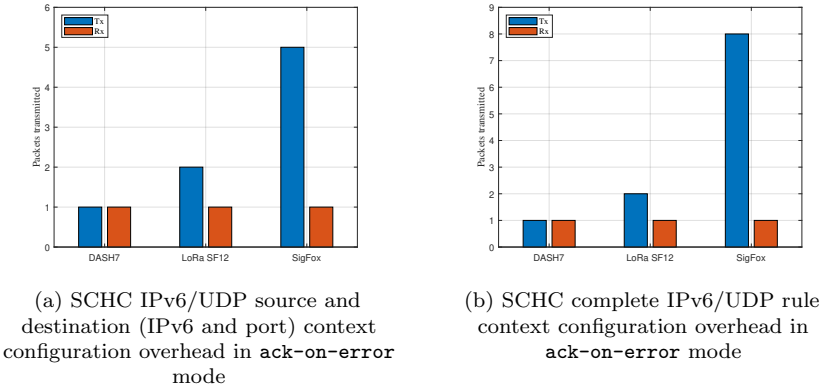 6
5
4
3
2
1
0
Packets transmitted
Tx
Rx
DASH7
LoRa SF12
SigFox
(a) SCHC IPv6/UDP source and
destination (IPv6 and port) context
configuration overhead in ack-on-error
mode
9
8
7
6
5
4
3
2
1
0
Packets transmitted
Tx
Rx
DASH7
LoRa SF12
SigFox
(b) SCHC complete IPv6/UDP rule
context configuration overhead in
ack-on-error mode